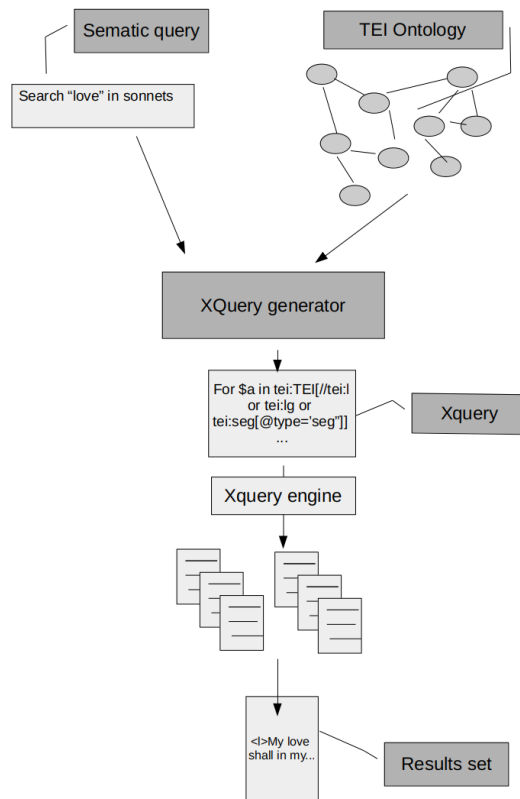 Sematic query
TEI Ontology
Search “love” in sonnets
XQuery generator
For $a in tei:TEI[//tei:l
or tei:lg or
tei:seg[@type='seg”]]
...
Xquery
Xquery engine
<l>My love
shall in my...
Results set